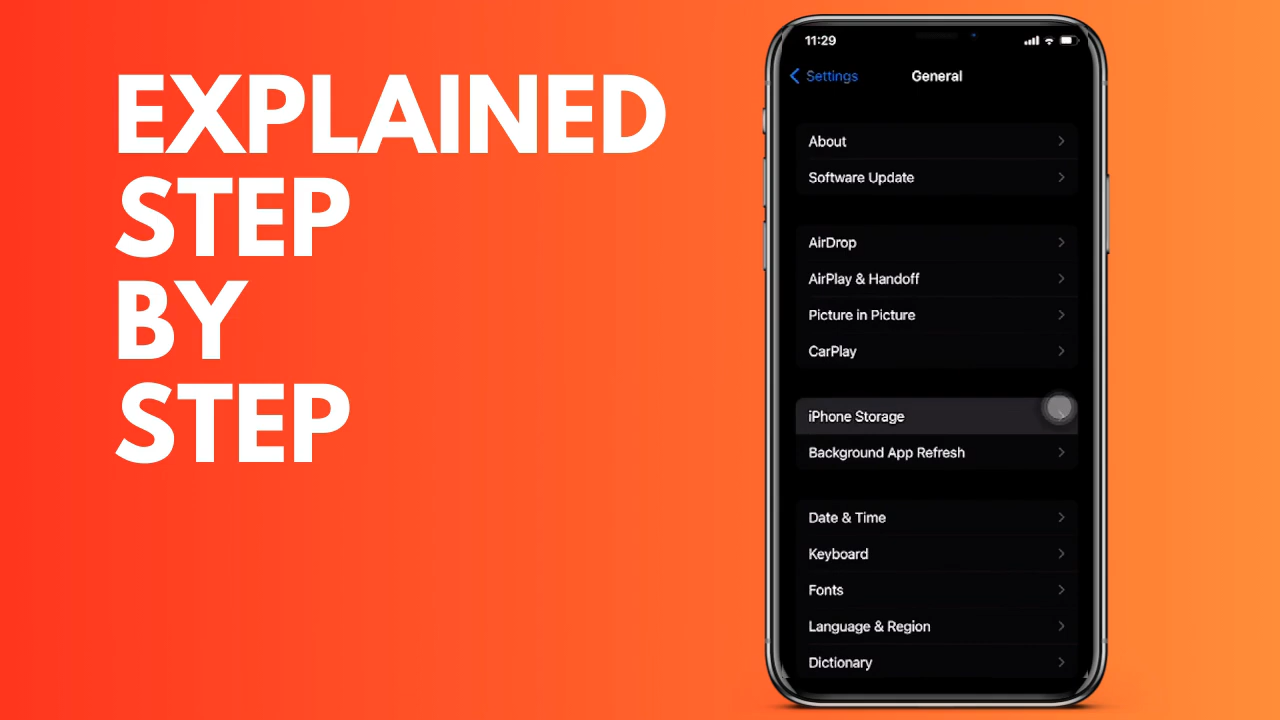 EXPLAINED
STEP
BY
STEP
11:29
Settings
General
About
Software Update
AirDrop
AirPlay & Handoff
Picture in Picture
CarPlay
iPhone Storage
Background App Refresh
Date & Time
Keyboard
Fonts
Language & Region
Dictionary